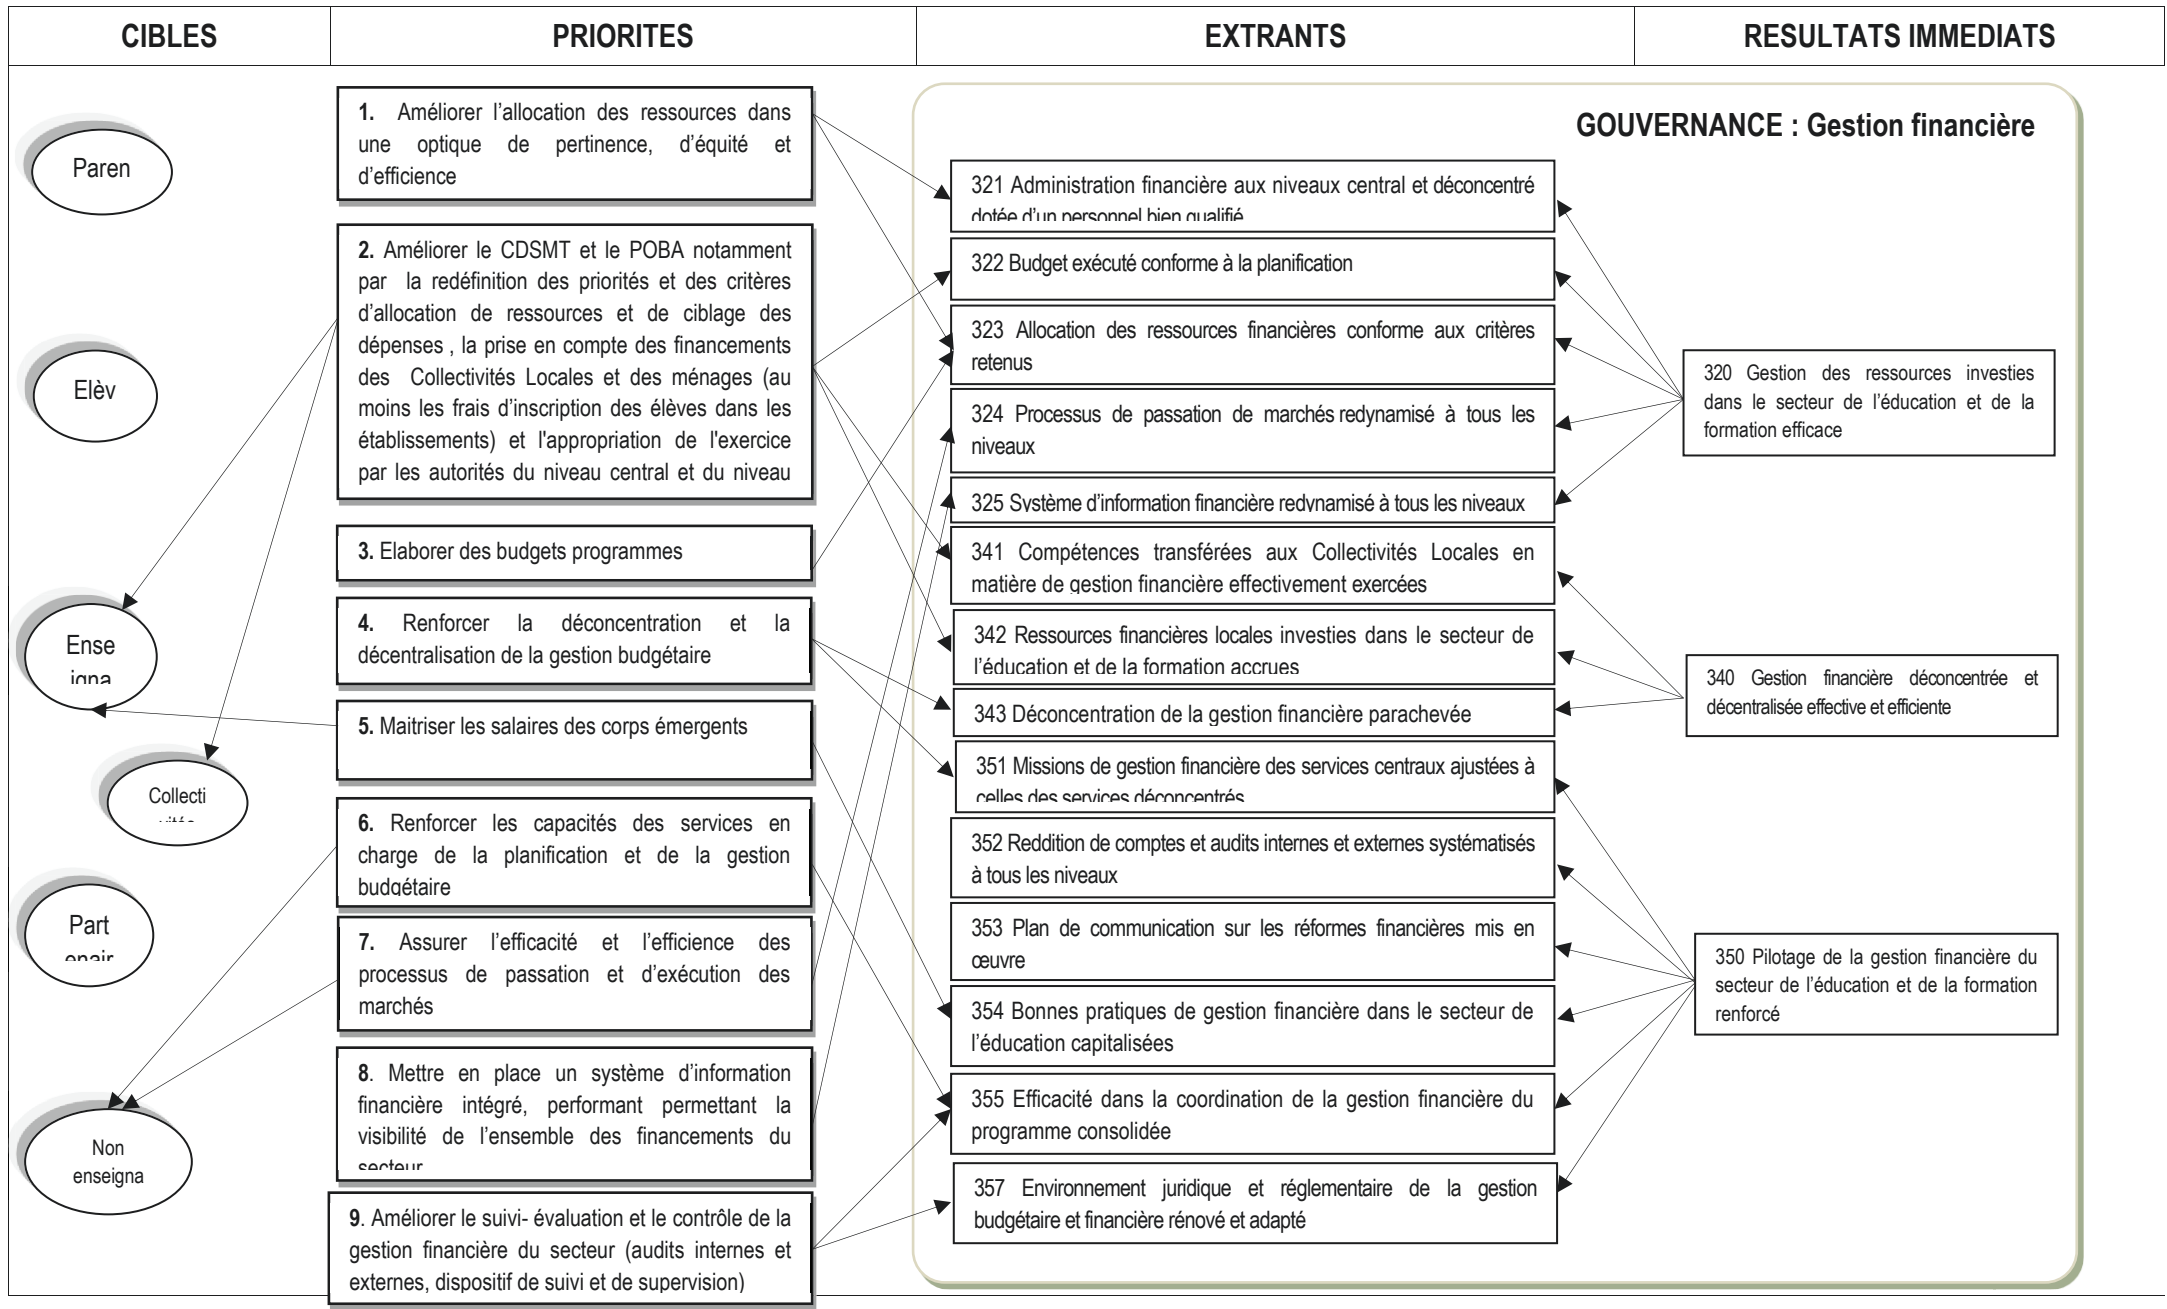 CIBLES
PRIORITES
EXTRANTS
RESULTATS IMMEDIATS
Paren
Elèv
Ense
igna
Collecti
vités
Part
enair
Non
enseigna
1. Améliorer l’allocation des ressources dans
une optique de pertinence, d’équité et
d’efficience
2. Améliorer le CDSMT et le POBA notamment
par la redéfinition des priorités et des critères
d’allocation de ressources et de ciblage des
dépenses , la prise en compte des financements
des Collectivités Locales et des ménages (au
moins les frais d’inscription des élèves dans les
établissements) et l'appropriation de l'exercice
par les autorités du niveau central et du niveau
3. Elaborer des budgets programmes
4. Renforcer la déconcentration et la
décentralisation de la gestion budgétaire
5. Maitriser les salaires des corps émergents
6. Renforcer les capacités des services en
charge de la planification et de la gestion
budgétaire
7. Assurer l’efficacité et l’efficience des
processus de passation et d’exécution des
marchés
8. Mettre en place un système d’information
financière intégré, performant permettant la
visibilité de l’ensemble des financements du
secteur
9. Améliorer le suivi- évaluation et le contrôle de la
gestion financière du secteur (audits internes et
externes, dispositif de suivi et de supervision)
GOUVERNANCE : Gestion financière
321 Administration financière aux niveaux central et déconcentré
dotée d’un personnel bien qualifié
322 Budget exécuté conforme à la planification
323 Allocation des ressources financières conforme aux critères
retenus
324 Processus de passation de marchés redynamisé à tous les
niveaux
325 Système d’information financière redynamisé à tous les niveaux
341 Compétences transférées aux Collectivités Locales en
matière de gestion financière effectivement exercées
342 Ressources financières locales investies dans le secteur de
l’éducation et de la formation accrues
343 Déconcentration de la gestion financière parachevée
351 Missions de gestion financière des services centraux ajustées à
celles des services déconcentrés
352 Reddition de comptes et audits internes et externes systématisés
à tous les niveaux
353 Plan de communication sur les réformes financières mis en
œuvre
354 Bonnes pratiques de gestion financière dans le secteur de
l’éducation capitalisées
355 Efficacité dans la coordination de la gestion financière du
programme consolidée
357 Environnement juridique et réglementaire de la gestion
budgétaire et financière rénové et adapté
320 Gestion des ressources investies
dans le secteur de l’éducation et de la
formation efficace
340 Gestion financière déconcentrée et
décentralisée effective et efficiente
350 Pilotage de la gestion financière du
secteur de l’éducation et de la formation
renforcé